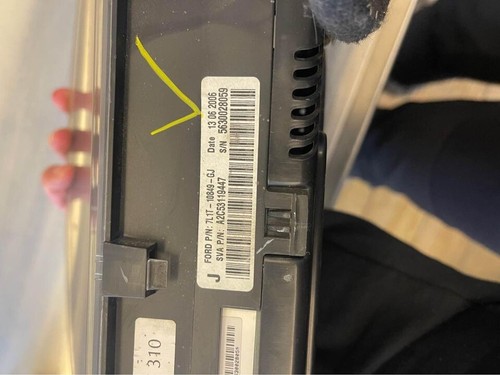 FORD P/N: 7L1T-10849-GJ Date 13 06 2006
SVA P/N: A2C53119447 S/N 5630028059
J
310